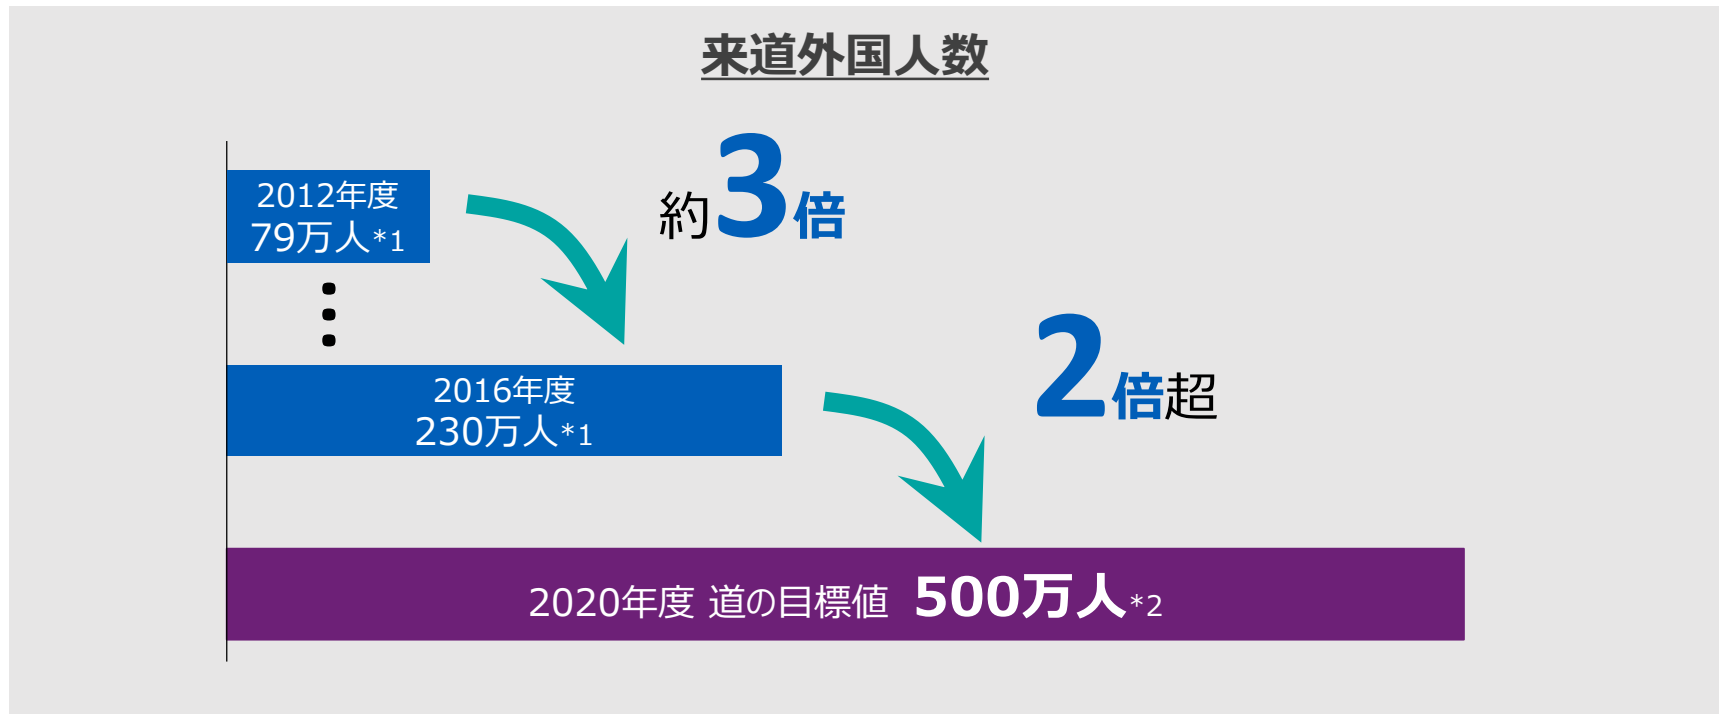 来道外国人数
2012年度
79万人*1
約3倍
2016年度
230万人*1
2倍超
2020年度 道の目標値 500万人*2